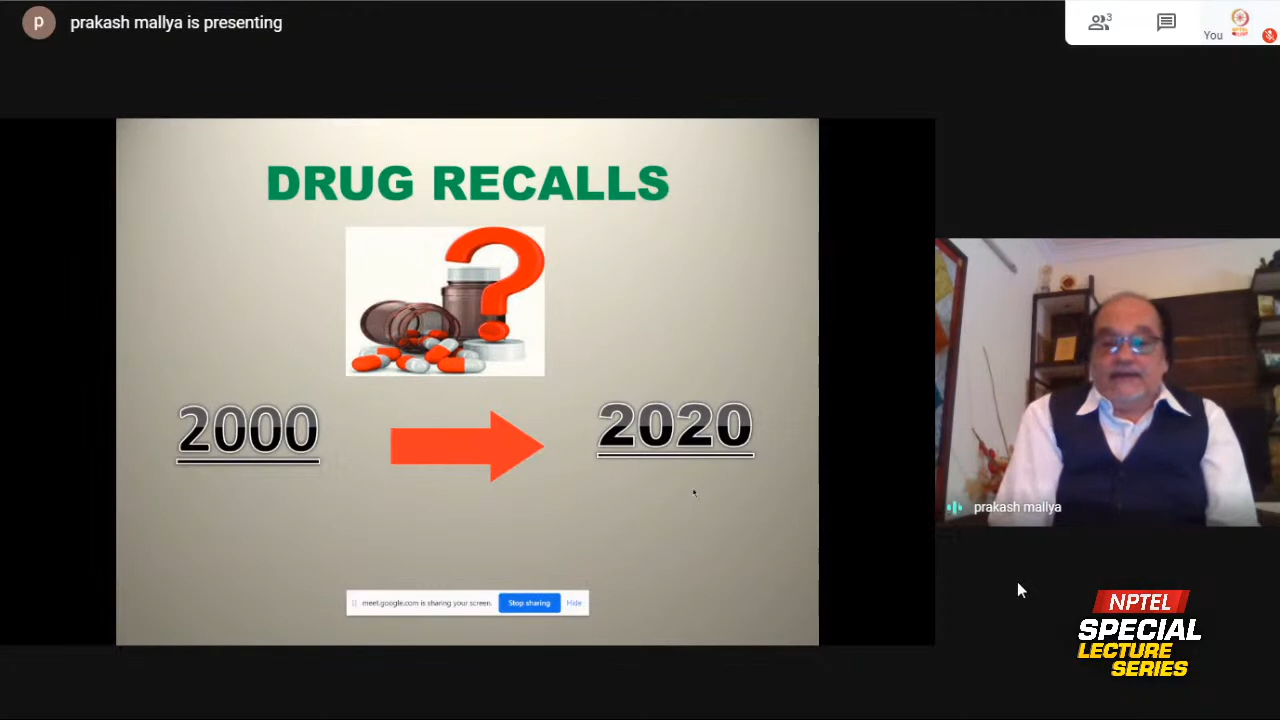 p
prakash mallya is presenting
3
You
DRUG RECALLS
?
2000
2020
prakash mallya
meet.google.com is sharing your screen.
Stop sharing
Hide
NPTEL
SPECIAL
LECTURE
SERIES